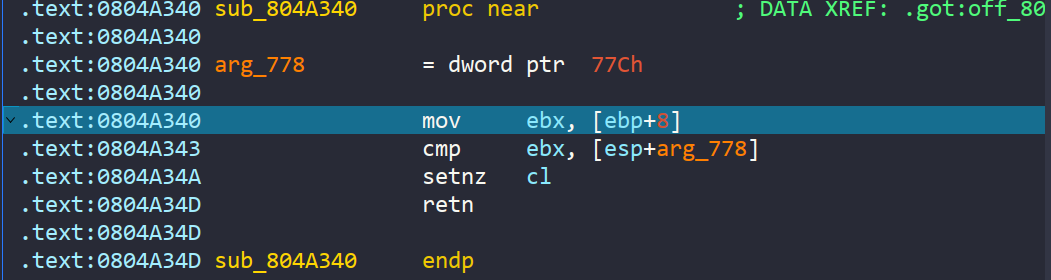 .text:0804A340 sub_804A340 proc near ; DATA XREF: .got:off_80
.text:0804A340
.text:0804A340 arg_778 = dword ptr 77Ch
.text:0804A340
.text:0804A340 mov ebx, [ebp+8]
.text:0804A343 cmp ebx, [esp+arg_778]
.text:0804A34A setnz cl
.text:0804A34D retn
.text:0804A34D
.text:0804A34D sub_804A340 endp